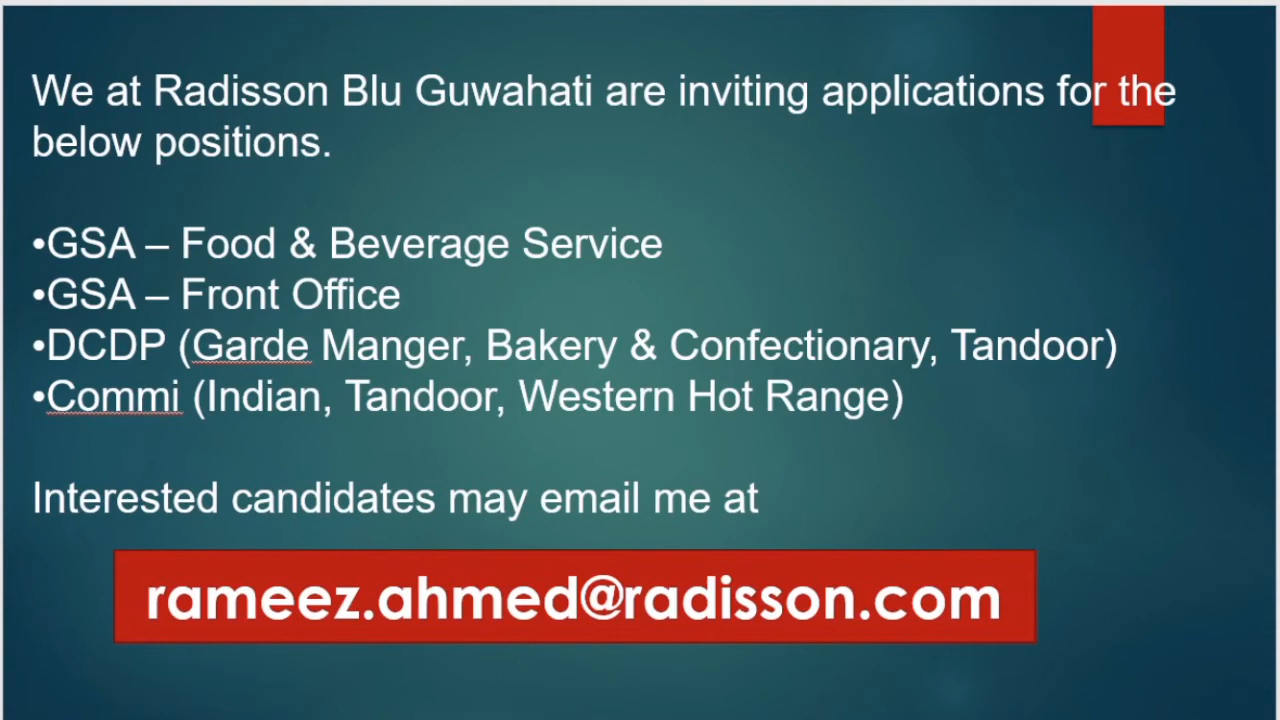 We at Radisson Blu Guwahati are inviting applications for the
below positions.
•GSA – Food & Beverage Service
•GSA – Front Office
•DCDP (Garde Manger, Bakery & Confectionary, Tandoor)
•Commi (Indian, Tandoor, Western Hot Range)
Interested candidates may email me at
rameez.ahmed@radisson.com